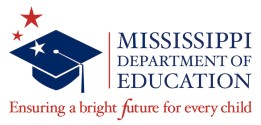 MISSISSIPPI
DEPARTMENT OF
EDUCATION
Ensuring a bright future for every child